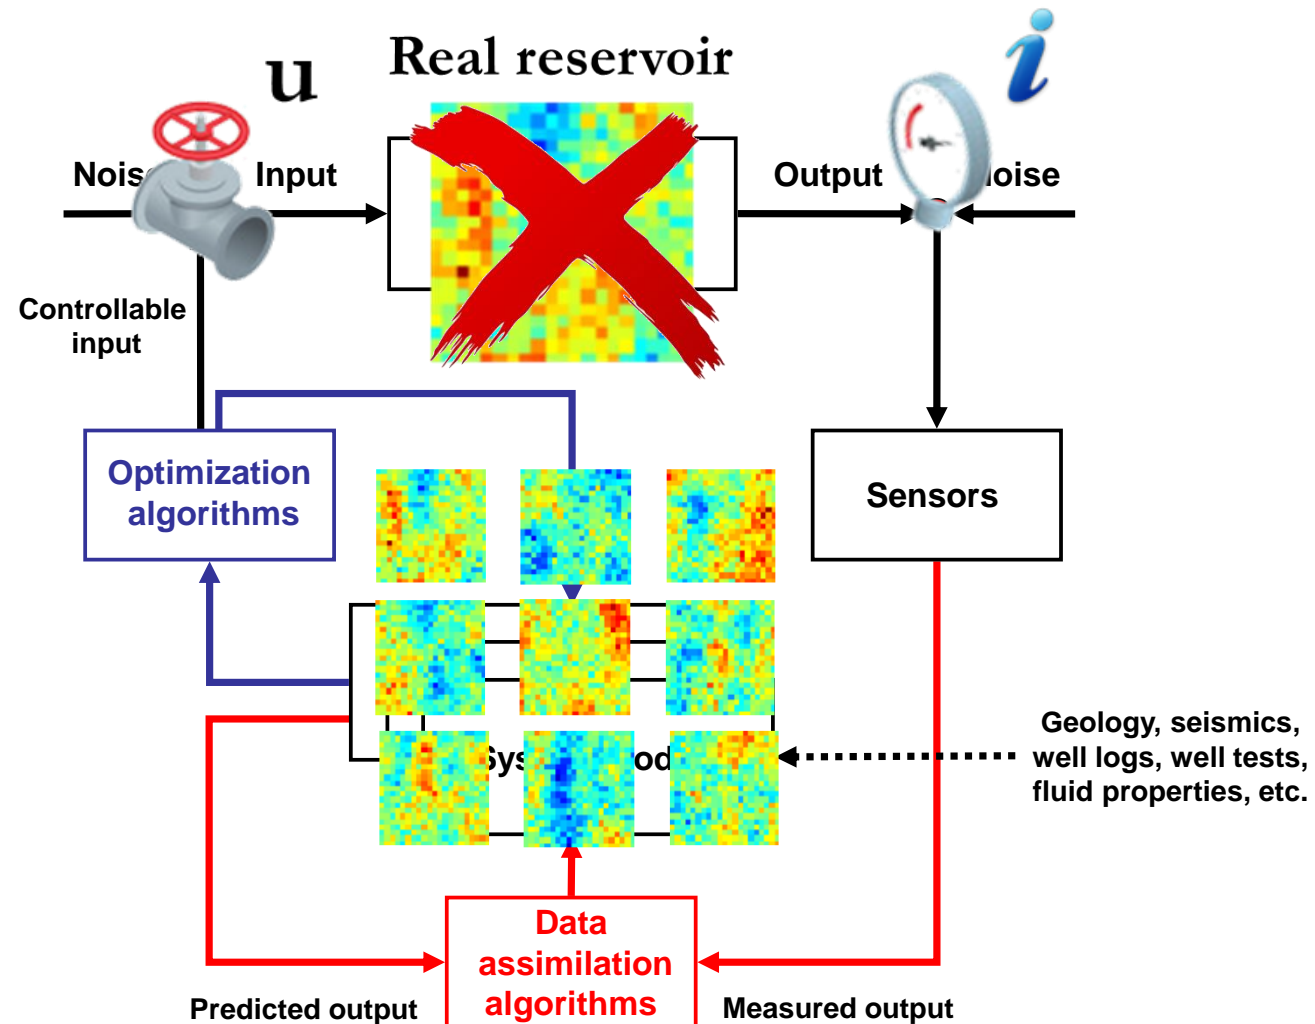 u
Real reservoir
i
Input
Output
Controllable
input
Optimization
algorithms
Sensors
Geology, seismics,
well logs, well tests,
fluid properties, etc.
Data
assimilation
algorithms
Predicted output
Measured output